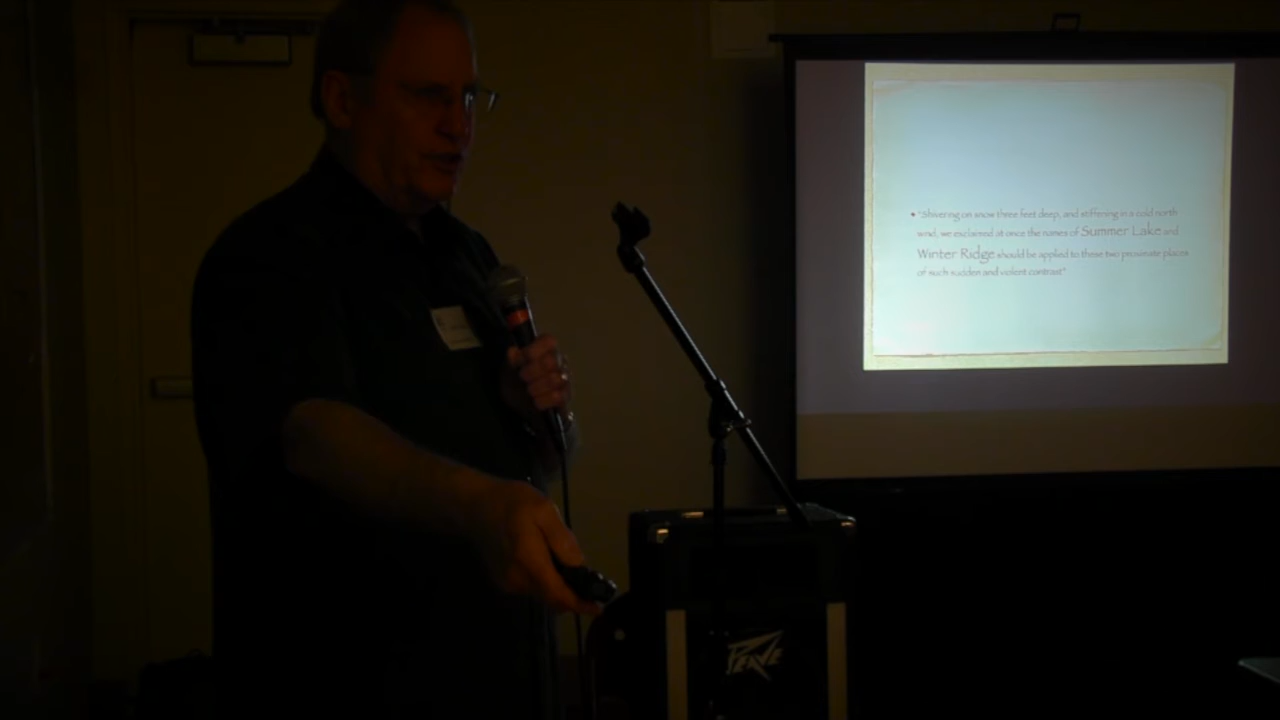 • "Shivering on snow three feet deep, and stiffening in a cold north
wind, we exclaimed at once the names of Summer Lake and
Winter Ridge should be applied to these two proximate places
of such sudden and violent contrast"
PEAVEY